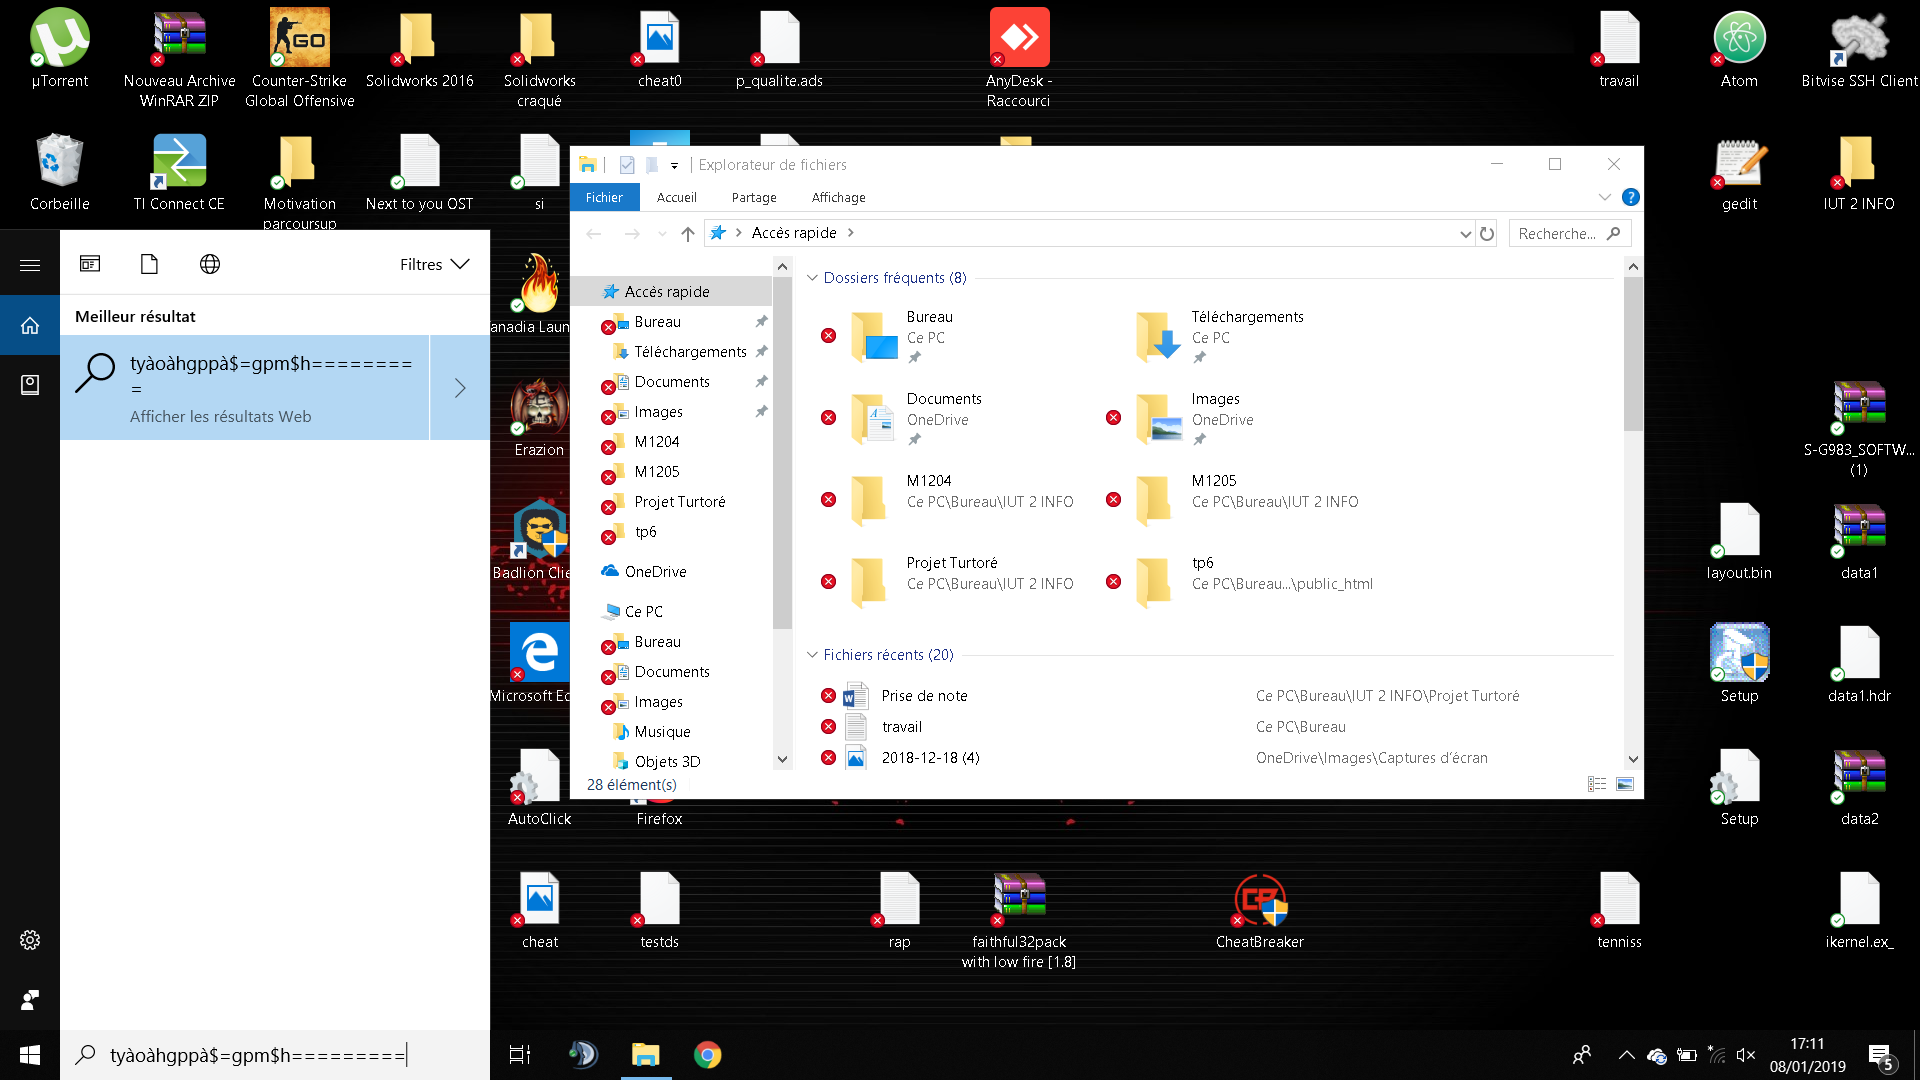 µTorrent
Nouveau Archive
WinRAR ZIP
Counter-Strike
Global Offensive
Solidworks 2016
Solidworks
craqué
cheat0
p_qualite.ads
AnyDesk -
Raccourci
travail
Atom
Bitvise SSH Client
Corbeille
TI Connect CE
Motivation
parcoursup
Next to you OST
si
gedit
IUT 2 INFO
Explorateur de fichiers
Fichier
Accueil
Partage
Affichage
Accès rapide
Recherche...
Filtres
Meilleur résultat
tyàoàhgppà$=gpm$h========
=
Afficher les résultats Web
anadia Laun
Erazion
Badlion Clie
Microsoft Ed
AutoClick
Firefox
Accès rapide
Bureau
Téléchargements
Documents
Images
M1204
M1205
Projet Turtoré
tp6
OneDrive
Ce PC
Bureau
Documents
Images
Musique
Objets 3D
28 élément(s)
Dossiers fréquents (8)
Bureau
Ce PC
Téléchargements
Ce PC
Documents
OneDrive
Images
OneDrive
M1204
Ce PC\Bureau\IUT 2 INFO
M1205
Ce PC\Bureau\IUT 2 INFO
Projet Turtoré
Ce PC\Bureau\IUT 2 INFO
tp6
Ce PC\Bureau...\public_html
Fichiers récents (20)
Prise de note Ce PC\Bureau\IUT 2 INFO\Projet Turtoré
travail Ce PC\Bureau
2018-12-18 (4) OneDrive\Images\Captures d'écran
S-G983_SOFTW...
(1)
layout.bin
data1
Setup
data1.hdr
Setup
data2
cheat
testds
rap
faithful32pack
with low fire [1.8]
CheatBreaker
tenniss
ikernel.ex_
tyàoàhgppà$=gpm$h=========
17:11
08/01/2019
5